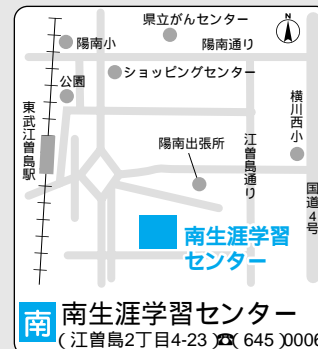 県立がんセンター
N
陽南小
陽南通り
ショッピングセンター
公園
横川西小
東武江曽島駅
陽南出張所
江曽島通り
国道4号
南生涯学習
センター
南 南生涯学習センター
(江曽島2丁目4-23)☎(645)0006